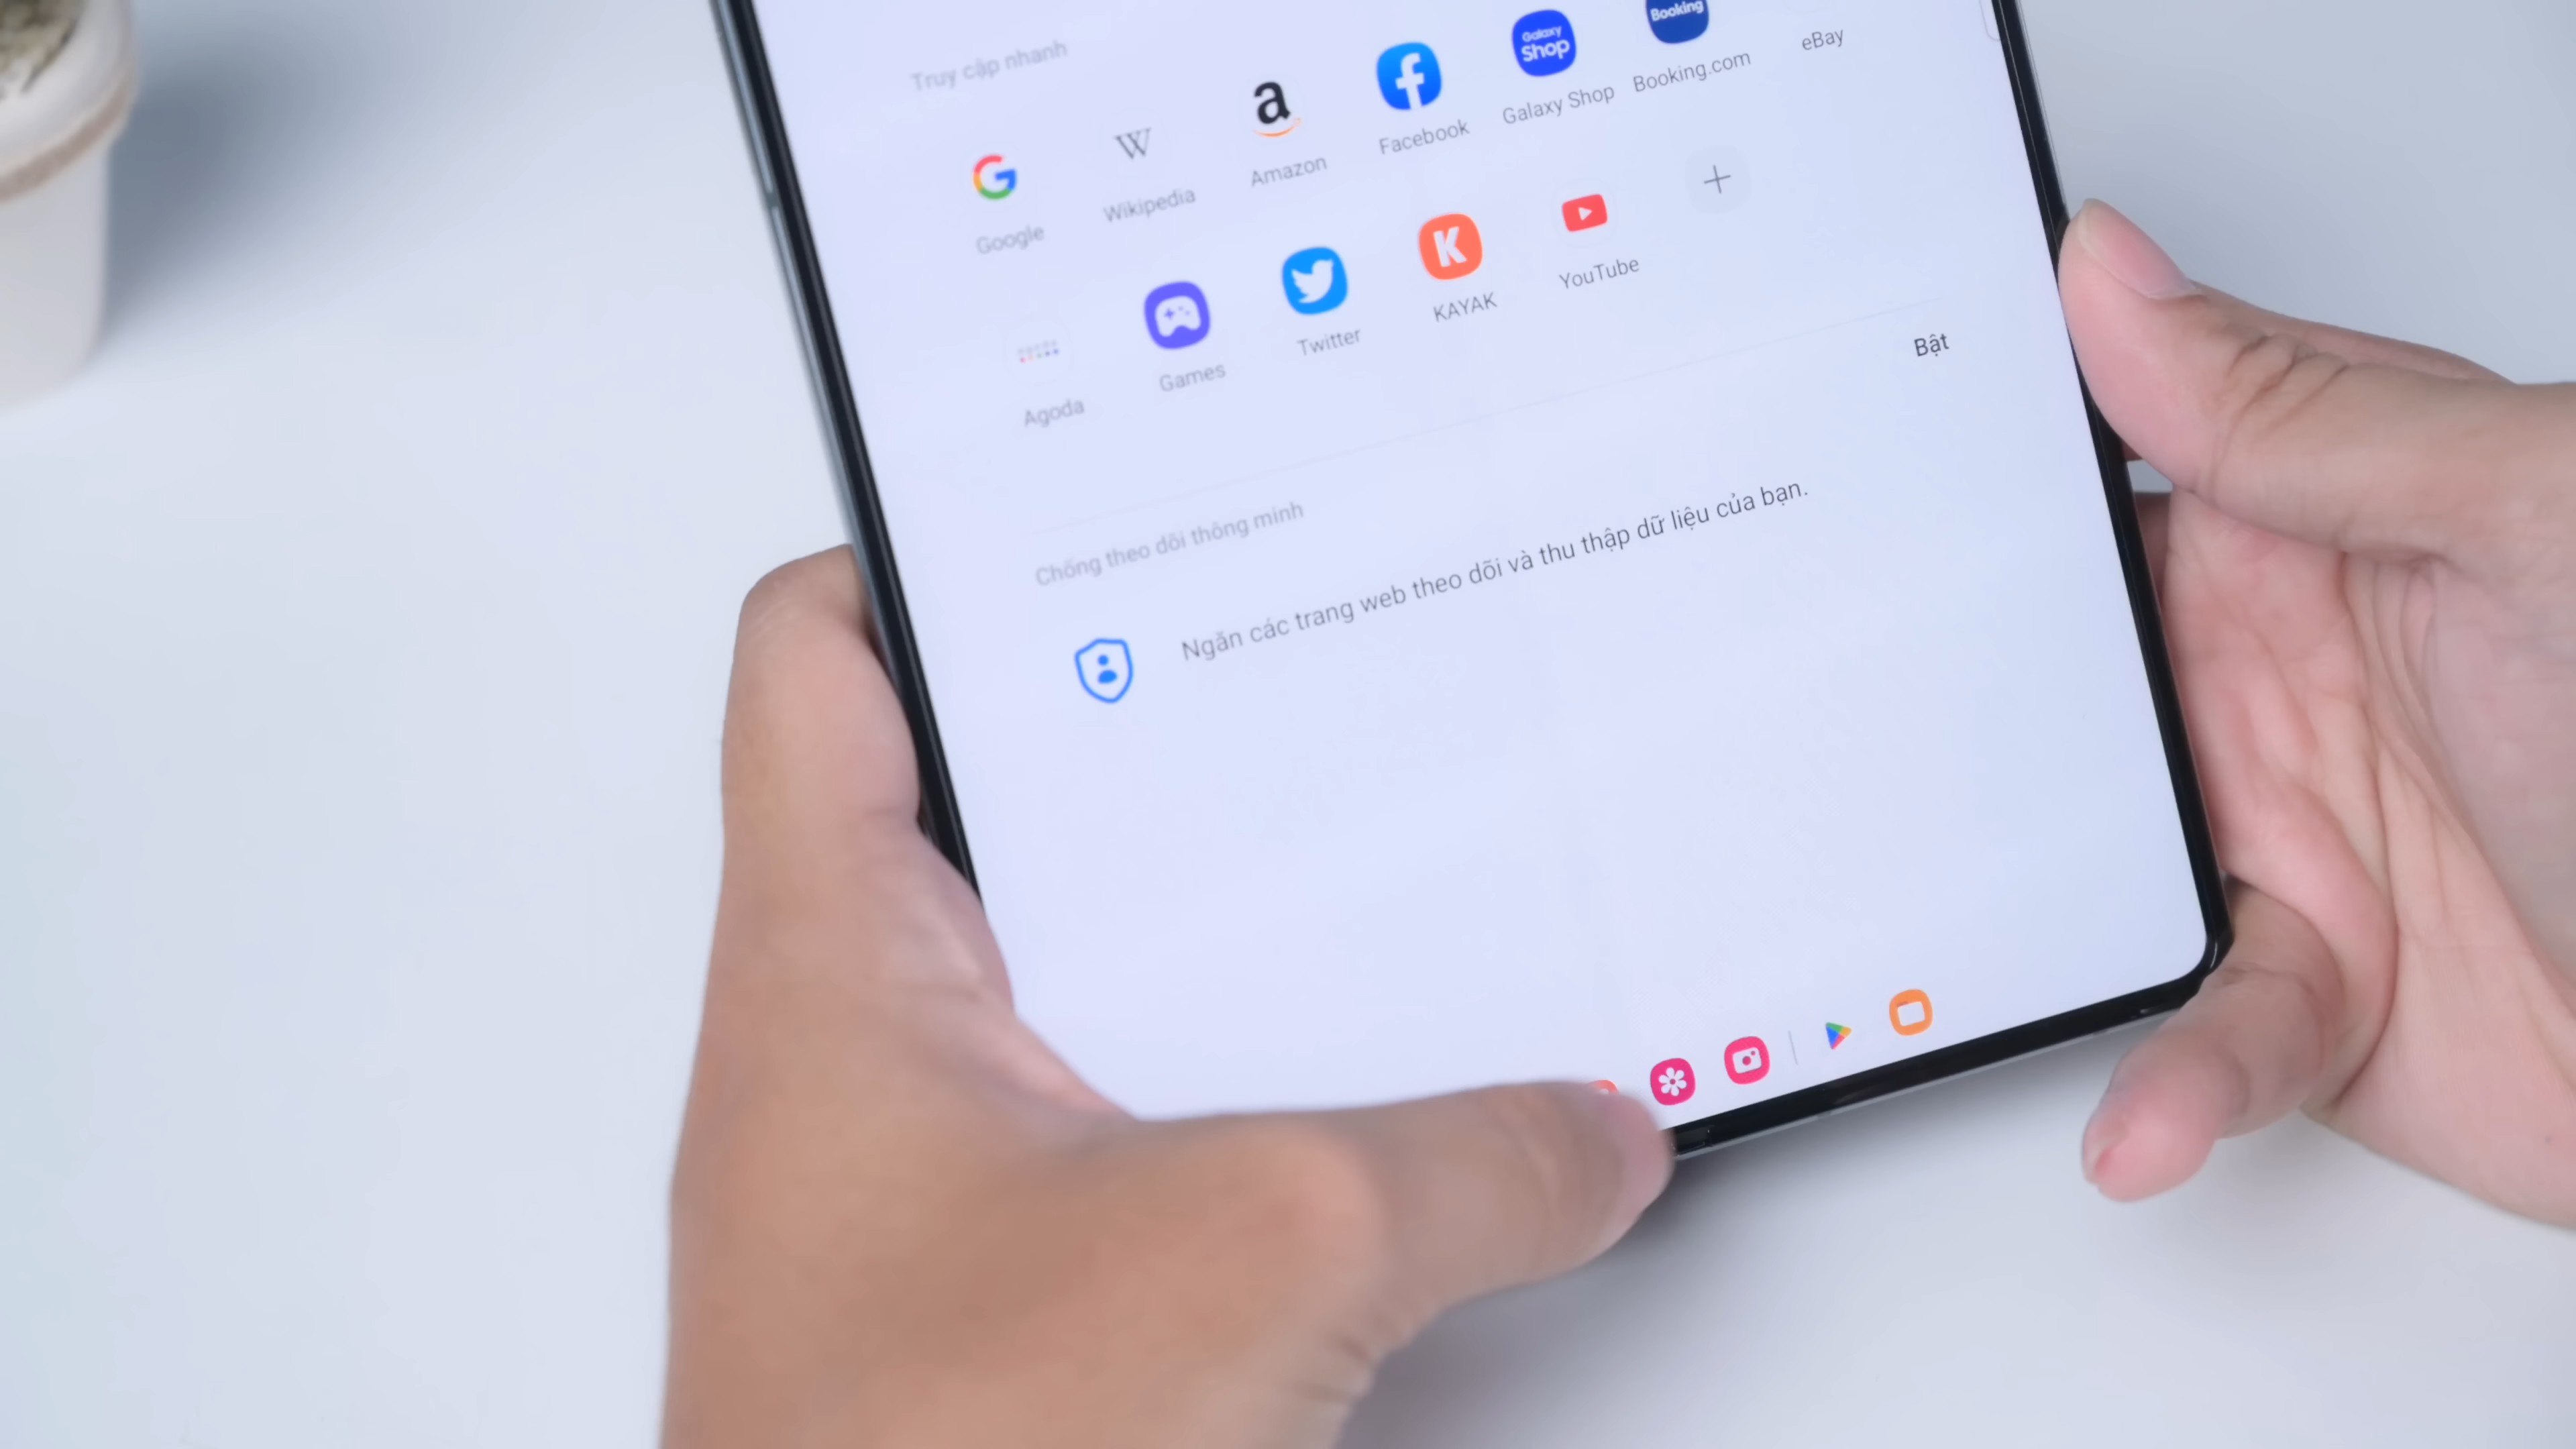 Truy cập nhanh
Google
W
Wikipedia
a
Amazon
Facebook
Galaxy Shop
Galaxy Shop
Booking
Booking.com
eBay
agoda
Agoda
Games
Twitter
K
KAYAK
YouTube
Bật
Chống theo dõi thông minh
Ngăn các trang web theo dõi và thu thập dữ liệu của bạn.